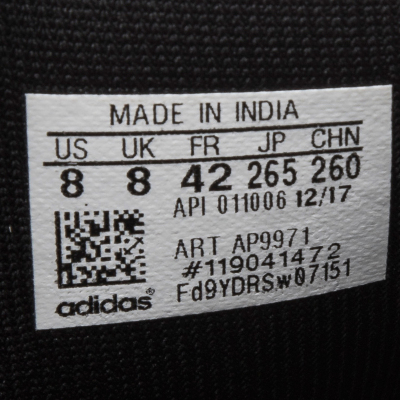 MADE IN INDIA
US UK FR JP CHN
8 8 42 265 260
API 011006 12/17
ART AP9971
#119041472
Fd9YDRSw07151
adidas®